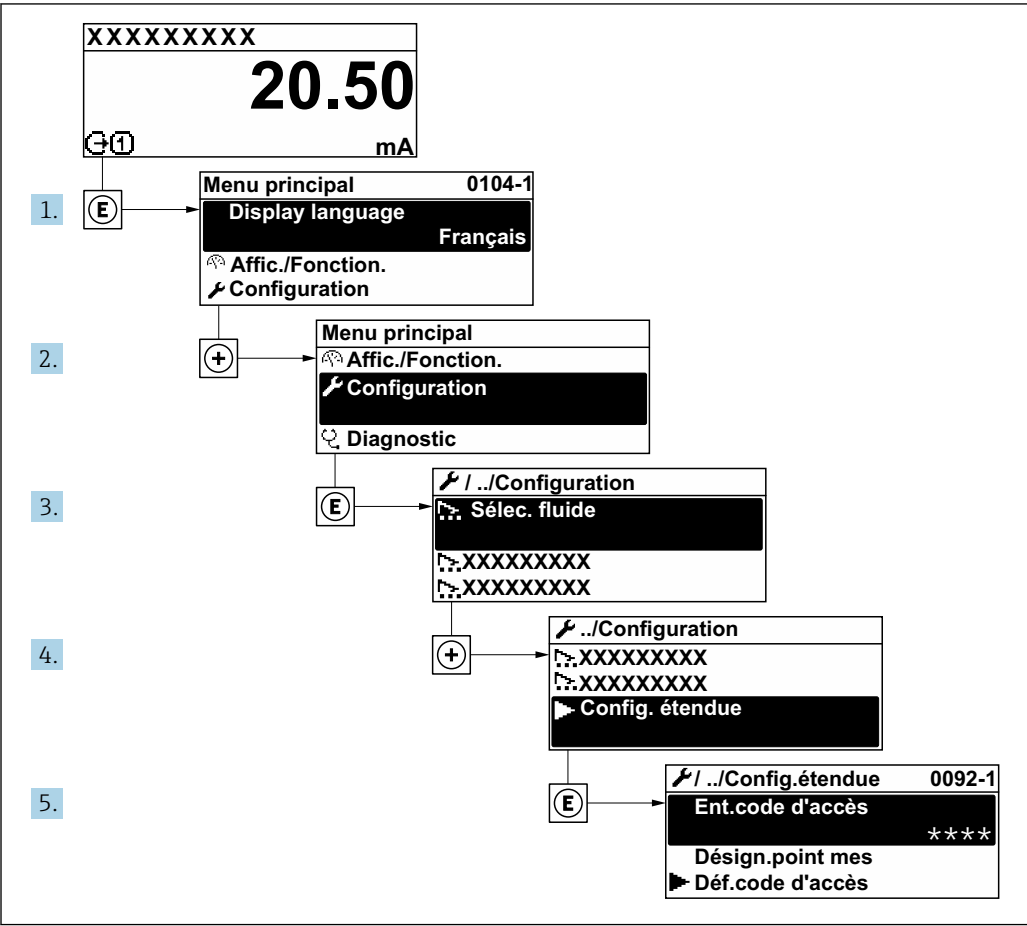 XXXXXXXXX
20.50
1 mA
1. E
Menu principal 0104-1
Display language
Français
Affic./Fonction.
Configuration
2. +
Menu principal
Affic./Fonction.
Configuration
Diagnostic
3. E
/ ../Configuration
Sélec. fluide
XXXXXXXXX
XXXXXXXXX
4. +
../Configuration
XXXXXXXXX
XXXXXXXXX
Config. étendue
5. E
/ ../Config.étendue 0092-1
Ent.code d'accès
****
Désign.point mes
Déf.code d'accès